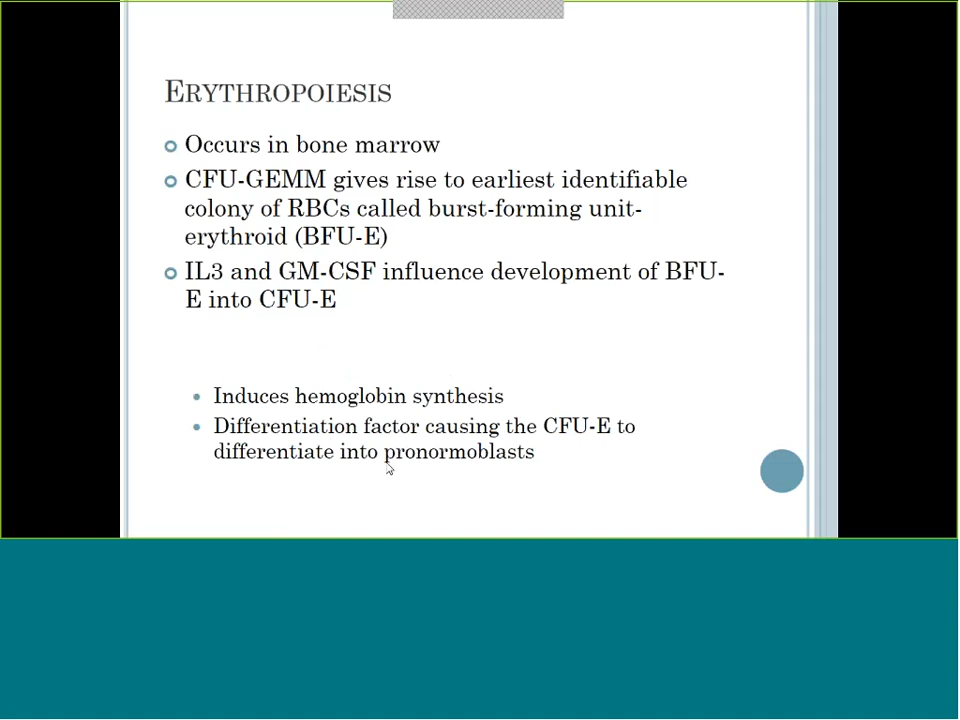 ERYTHROPOIESIS
Occurs in bone marrow
CFU-GEMM gives rise to earliest identifiable
colony of RBCs called burst-forming unit-
erythroid (BFU-E)
IL3 and GM-CSF influence development of BFU-
E into CFU-E
Induces hemoglobin synthesis
Differentiation factor causing the CFU-E to
differentiate into pronormoblasts